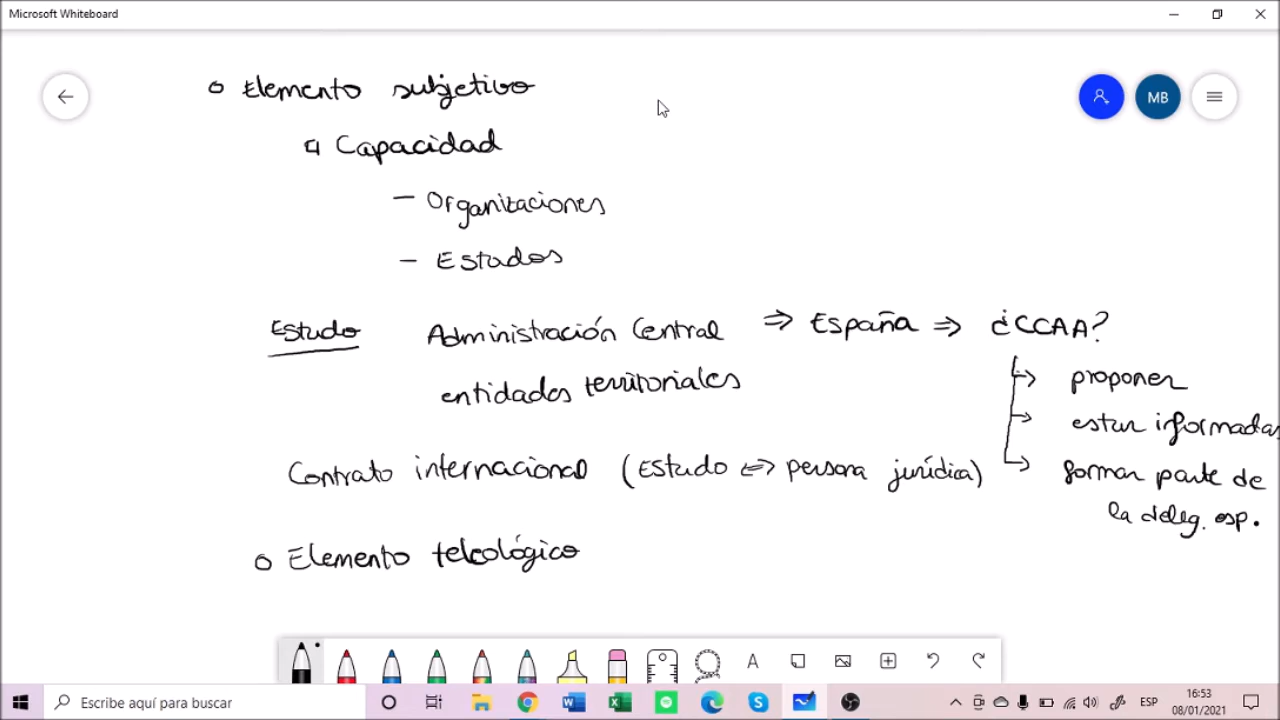 Microsoft Whiteboard
o Elemento subjetivo
MB
Capacidad
- Organizaciones
- Estados
Estado Administración Central ⇒ España ⇒ ¿CCAA?
entidades territoriales
proponer
estar informadas
Contrato internacional (Estado ⇔ persona jurídica)
formar parte de
la deleg. esp.
o Elemento teleológico
A
Escribe aquí para buscar
ESP
16:53
08/01/2021